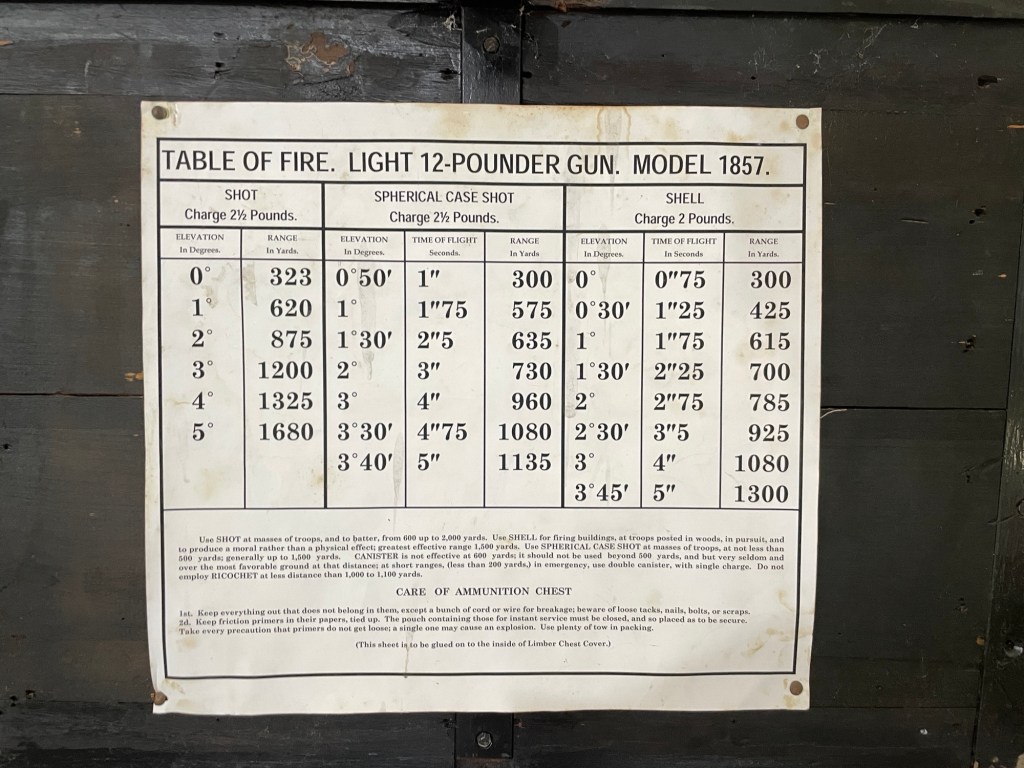 TABLE OF FIRE. LIGHT 12-POUNDER GUN. MODEL 1857.
SHOT SPHERICAL CASE SHOT SHELL
Charge 2½ Pounds. Charge 2½ Pounds. Charge 2 Pounds.
ELEVATION RANGE ELEVATION TIME OF FLIGHT RANGE ELEVATION TIME OF FLIGHT RANGE
In Degrees. In Yards. In Degrees. Seconds. In Yards In Degrees. In Seconds In Yards.
0° 323 0°50′ 1″ 300 0° 0″75 300
1° 620 1° 1″75 575 0°30′ 1″25 425
2° 875 1°30′ 2″5 635 1° 1″75 615
3° 1200 2° 3″ 730 1°30′ 2″25 700
4° 1325 3° 4″ 960 2° 2″75 785
5° 1680 3°30′ 4″75 1080 2°30′ 3″5 925
3°40′ 5″ 1135 3° 4″ 1080
3°45′ 5″ 1300
Use SHOT at masses of troops, and to batter, from 600 up to 2,000 yards. Use SHELL for firing buildings, at troops posted in woods, in pursuit, and
to produce a moral rather than a physical effect; greatest effective range 1,500 yards. Use SPHERICAL CASE SHOT at masses of troops, at not less than
500 yards; generally up to 1,500 yards. CANISTER is not effective at 600 yards; it should not be used beyond 500 yards, and but very seldom and
over the most favorable ground at that distance; at short ranges, (less than 200 yards,) in emergency, use double canister, with single charge. Do not
employ RICOCHET at less distance than 1,000 to 1,100 yards.
CARE OF AMMUNITION CHEST
1st. Keep everything out that does not belong in them, except a bunch of cord or wire for breakage; beware of loose tacks, nails, bolts, or scraps.
2d. Keep friction primers in their papers, tied up. The pouch containing those for instant service must be closed, and so placed as to be secure.
Take every precaution that primers do not get loose; a single one may cause an explosion. Use plenty of tow in packing.
(This sheet is to be glued on to the inside of Limber Chest Cover.)